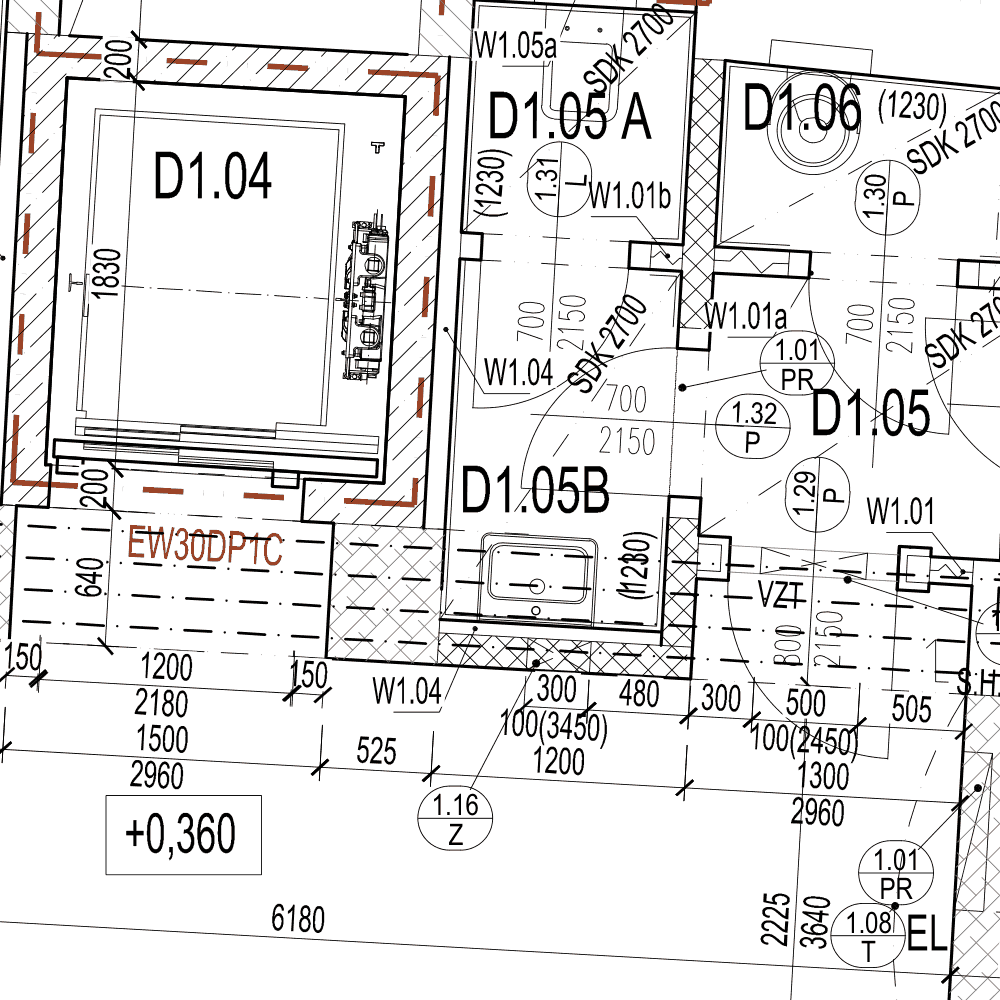 200
W1.05a
SDK 2700
D1.05 A
D1.06
(1230)
SDK 2700
D1.04
(1230)
1.31
L
W1.01b
1.30
P
1830
700
2150
SDK 2700
W1.01a
700
2150
SDK 270
W1.04
1.01
PR
700
2150
1.32
P
D1.05
200
D1.05B
1.29
P
W1.01
EW30DP1C
(1230)
640
VZT
800
2150
150
1200
150
2180
W1.04
300
480
300
500
505
S.H.
100(3450)
100(2450)
1500
525
1200
1300
2960
2960
+0,360
1.16
Z
1.01
PR
2225
3640
1.08
T
EL
6180